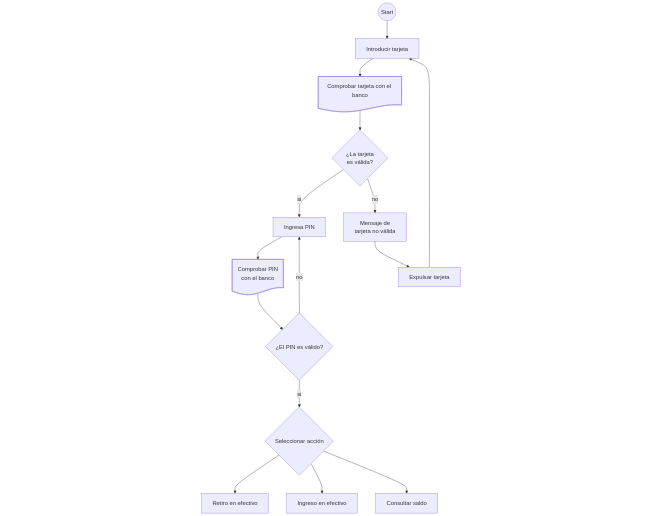 Start
Introducir tarjeta
Comprobar tarjeta con el
banco
¿La tarjeta
es válida?
si
no
Ingresa PIN
Mensaje de
tarjeta no válida
Comprobar PIN
con el banco
no
Expulsar tarjeta
¿El PIN es válido?
si
Seleccionar acción
Retiro en efectivo
Ingreso en efectivo
Consultar saldo